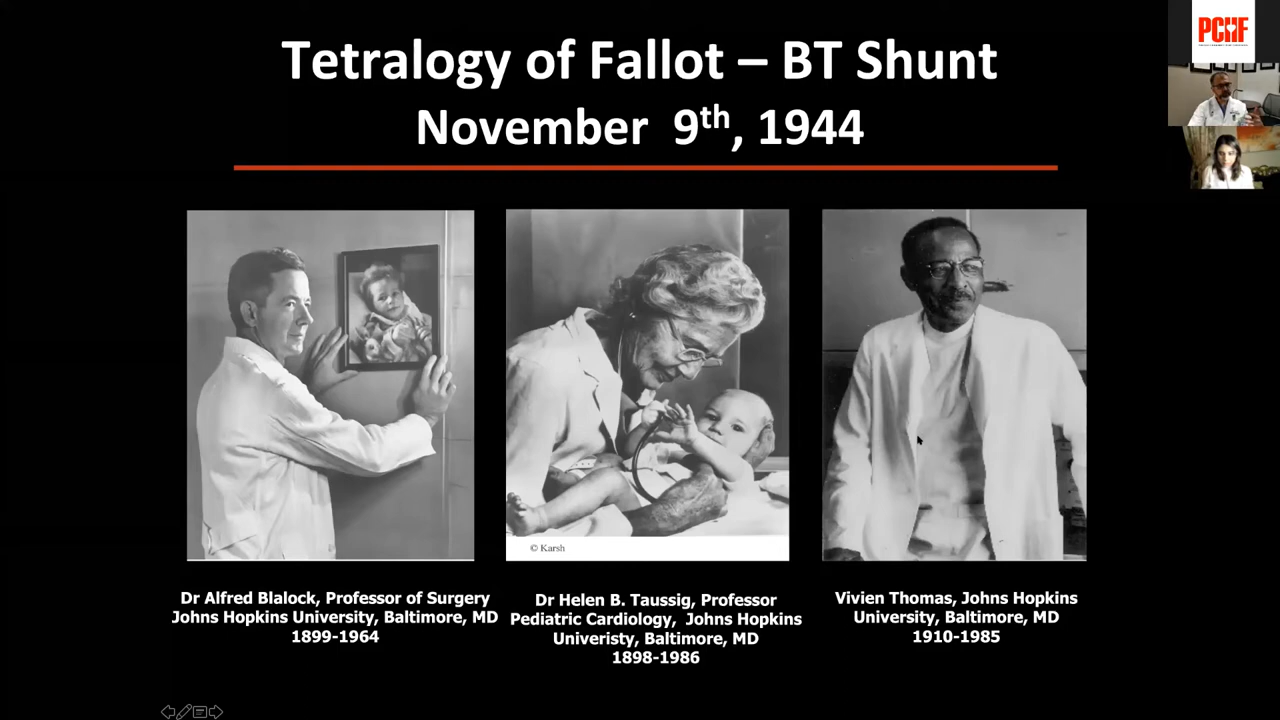 Tetralogy of Fallot – BT Shunt
November 9th, 1944
PCHF
© Karsh
Dr Alfred Blalock, Professor of Surgery
Johns Hopkins University, Baltimore, MD
1899-1964
Dr Helen B. Taussig, Professor
Pediatric Cardiology, Johns Hopkins
Univeristy, Baltimore, MD
1898-1986
Vivien Thomas, Johns Hopkins
University, Baltimore, MD
1910-1985